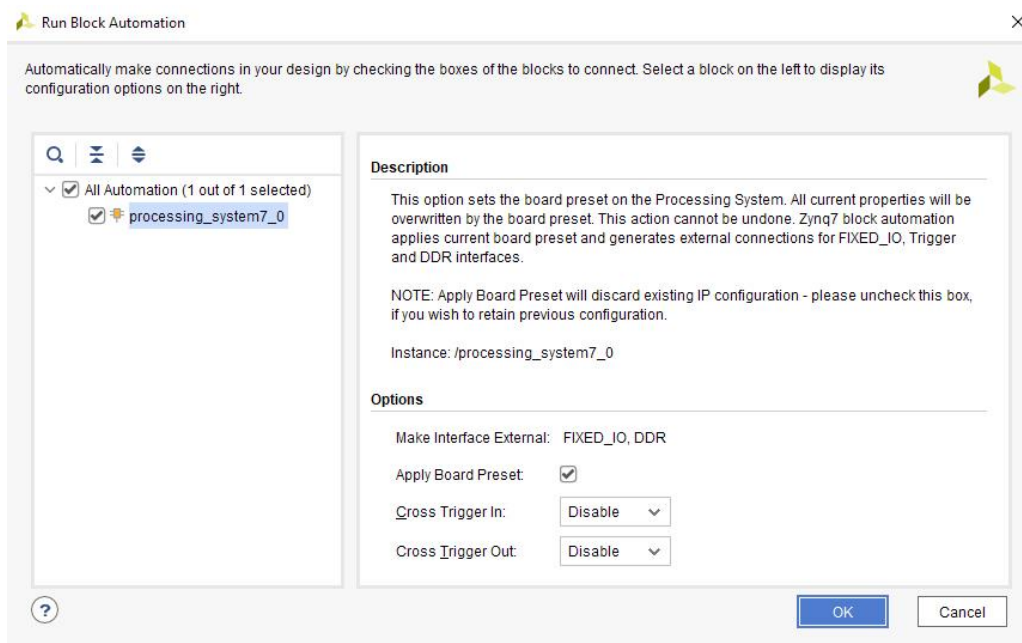 Run Block Automation
Automatically make connections in your design by checking the boxes of the blocks to connect. Select a block on the left to display its
configuration options on the right.
All Automation (1 out of 1 selected)
processing_system7_0
Description
This option sets the board preset on the Processing System. All current properties will be
overwritten by the board preset. This action cannot be undone. Zynq7 block automation
applies current board preset and generates external connections for FIXED_IO, Trigger
and DDR interfaces.
NOTE: Apply Board Preset will discard existing IP configuration - please uncheck this box,
if you wish to retain previous configuration.
Instance: /processing_system7_0
Options
Make Interface External: FIXED_IO, DDR
Apply Board Preset:
Cross Trigger In: Disable
Cross Trigger Out: Disable
? OK Cancel